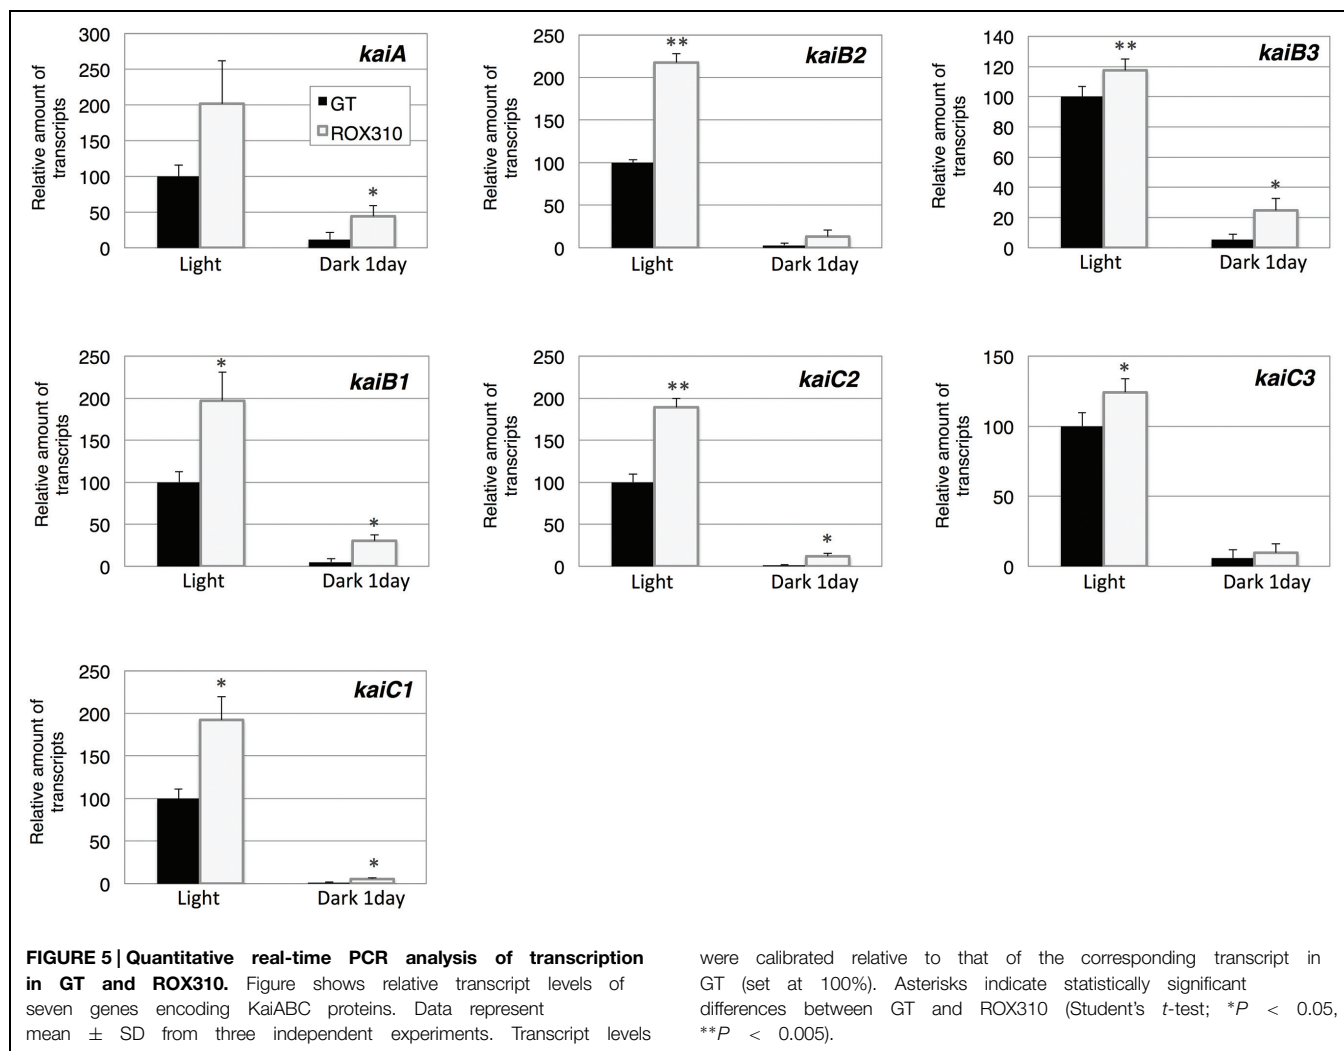 kaiA
Relative amount of
transcripts
300
250
200
150
100
50
0
GT
ROX310
*
Light
Dark 1day
kaiB2
Relative amount of
transcripts
250
200
150
100
50
0
**
Light
Dark 1day
kaiB3
Relative amount of
transcripts
140
120
100
80
60
40
20
0
**
*
Light
Dark 1day
kaiB1
Relative amount of
transcripts
250
200
150
100
50
0
*
*
Light
Dark 1day
kaiC2
Relative amount of
transcripts
250
200
150
100
50
0
**
*
Light
Dark 1day
kaiC3
Relative amount of
transcripts
150
100
50
0
*
Light
Dark 1day
kaiC1
Relative amount of
transcripts
250
200
150
100
50
0
*
*
Light
Dark 1day
FIGURE 5 | Quantitative real-time PCR analysis of transcription
in GT and ROX310. Figure shows relative transcript levels of
seven genes encoding KaiABC proteins. Data represent
mean ± SD from three independent experiments. Transcript levels
were calibrated relative to that of the corresponding transcript in
GT (set at 100%). Asterisks indicate statistically significant
differences between GT and ROX310 (Student's t-test; *P < 0.05,
**P < 0.005).